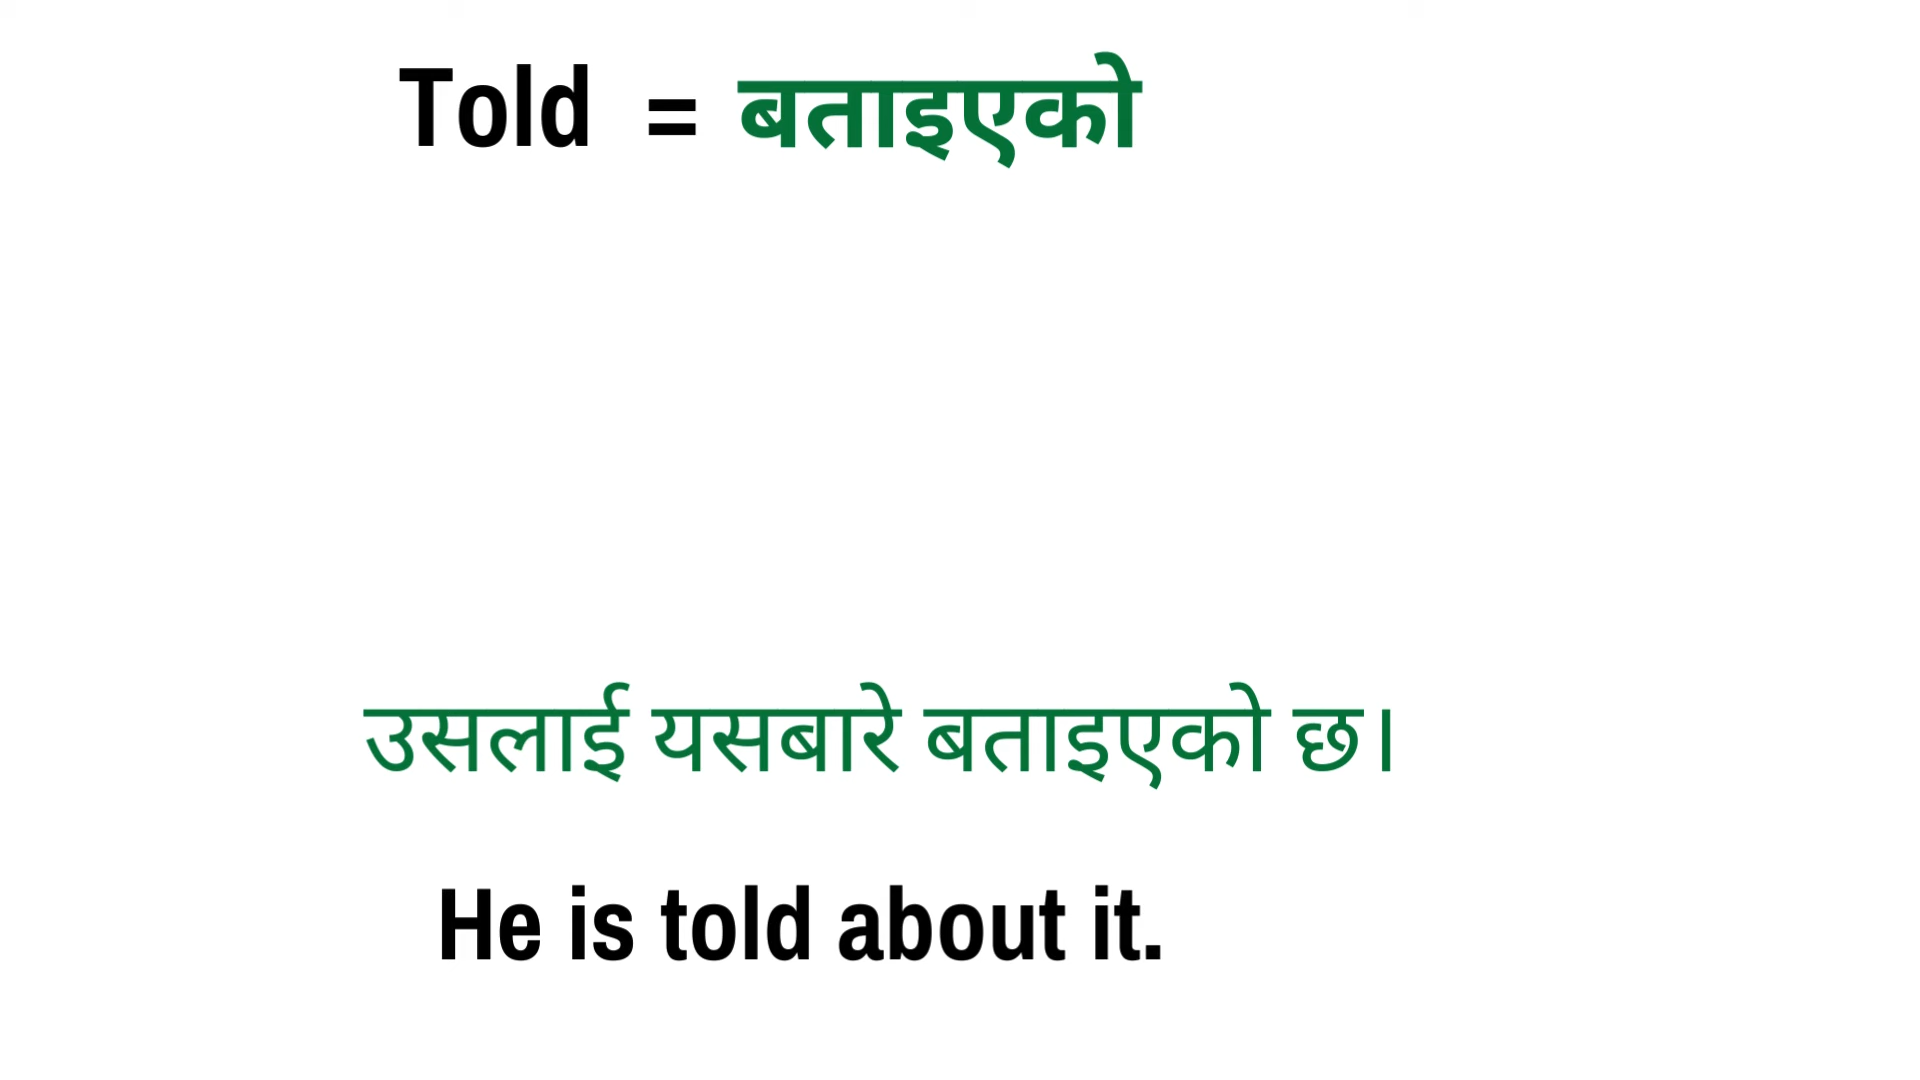 Told = बताइएको
उसलाई यसबारे बताइएको छ।
He is told about it.